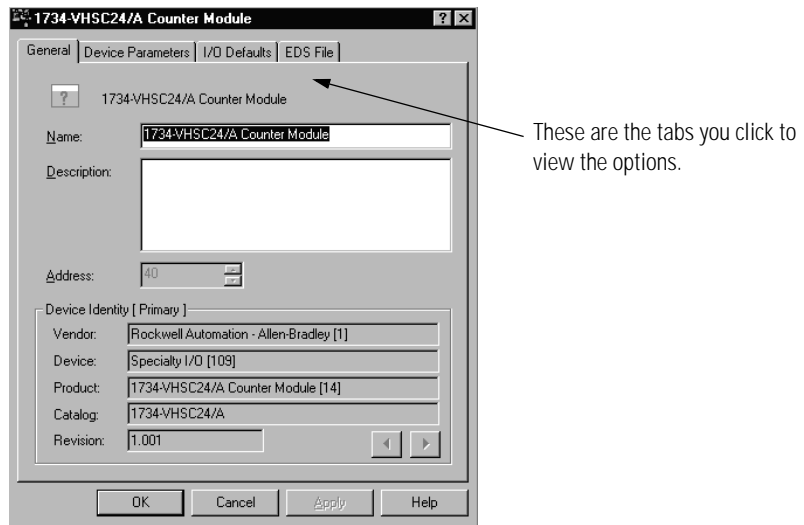 1734-VHSC24/A Counter Module
General Device Parameters I/O Defaults EDS File
? 1734-VHSC24/A Counter Module
Name: 1734-VHSC24/A Counter Module
Description:
Address: 40
Device Identity [ Primary ]
Vendor: Rockwell Automation - Allen-Bradley [1]
Device: Specialty I/O [109]
Product: 1734-VHSC24/A Counter Module [14]
Catalog: 1734-VHSC24/A
Revision: 1.001
OK Cancel Apply Help
These are the tabs you click to
view the options.